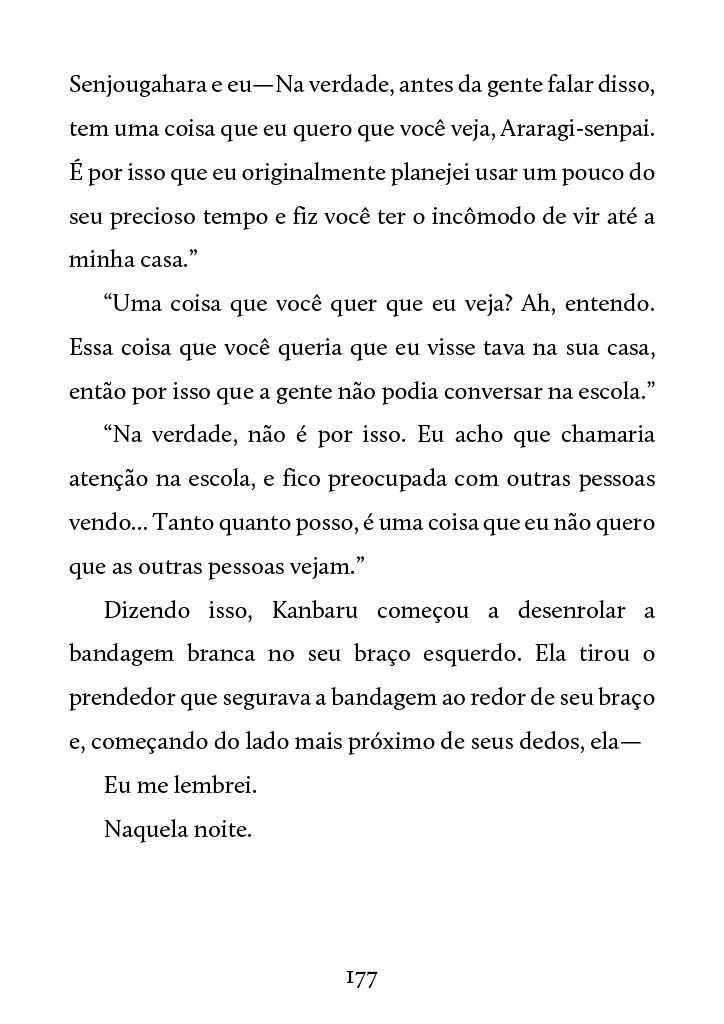 Senjougahara e eu—Na verdade, antes da gente falar disso,
tem uma coisa que eu quero que você veja, Araragi-senpai.
É por isso que eu originalmente planejei usar um pouco do
seu precioso tempo e fiz você ter o incômodo de vir até a
minha casa.”
“Uma coisa que você quer que eu veja? Ah, entendo.
Essa coisa que você queria que eu visse tava na sua casa,
então por isso que a gente não podia conversar na escola.”
“Na verdade, não é por isso. Eu acho que chamaria
atenção na escola, e fico preocupada com outras pessoas
vendo... Tanto quanto posso, é uma coisa que eu não quero
que as outras pessoas vejam.”
Dizendo isso, Kanbaru começou a desenrolar a
bandagem branca no seu braço esquerdo. Ela tirou o
prendedor que segurava a bandagem ao redor de seu braço
e, começando do lado mais próximo de seus dedos, ela—
Eu me lembrei.
Naquela noite.
177